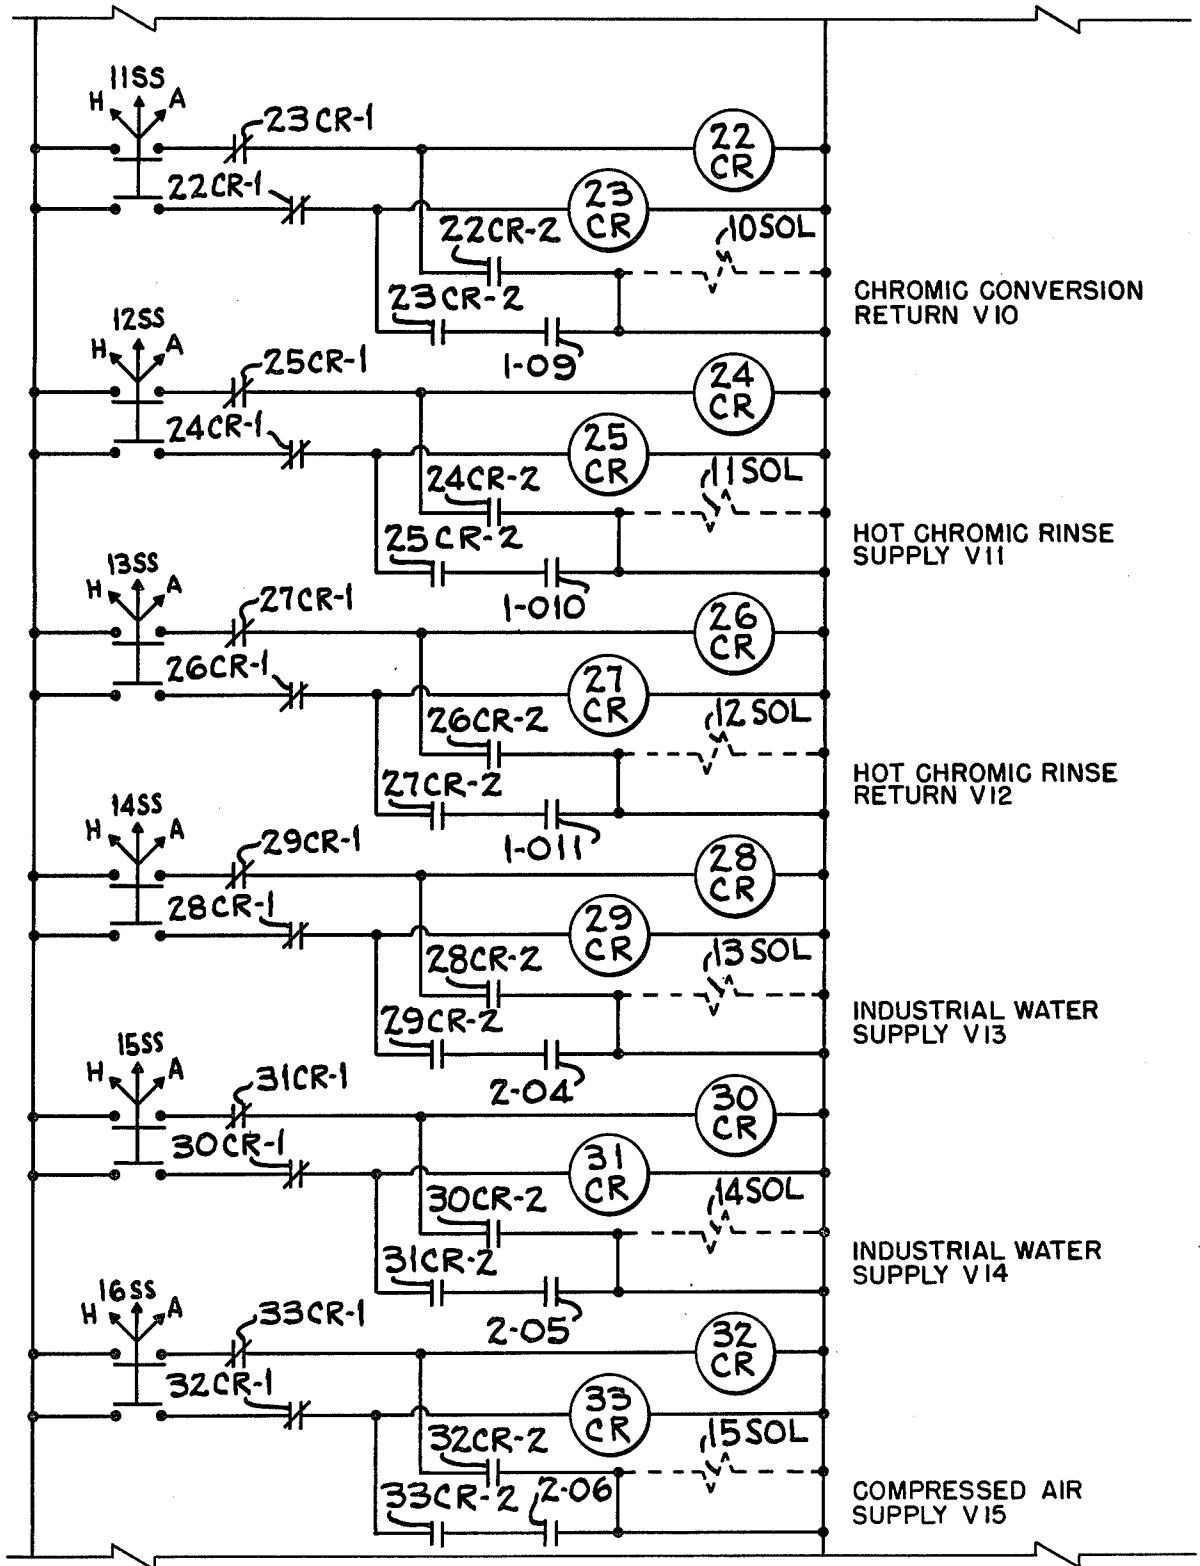 11SS
H A
23CR-1
22
CR
22CR-1
23
CR
22CR-2
10SOL
23CR-2
1-09
CHROMIC CONVERSION
RETURN V10
12SS
H A
25CR-1
24
CR
24CR-1
25
CR
24CR-2
11SOL
25CR-2
1-010
HOT CHROMIC RINSE
SUPPLY V11
13SS
H A
27CR-1
26
CR
26CR-1
27
CR
26CR-2
12SOL
27CR-2
1-011
HOT CHROMIC RINSE
RETURN V12
14SS
H A
29CR-1
28
CR
28CR-1
29
CR
28CR-2
13SOL
29CR-2
2-04
INDUSTRIAL WATER
SUPPLY V13
15SS
H A
31CR-1
30
CR
30CR-1
31
CR
30CR-2
14SOL
31CR-2
2-05
INDUSTRIAL WATER
SUPPLY V14
16SS
H A
33CR-1
32
CR
32CR-1
33
CR
32CR-2
15SOL
33CR-2
2-06
COMPRESSED AIR
SUPPLY V15